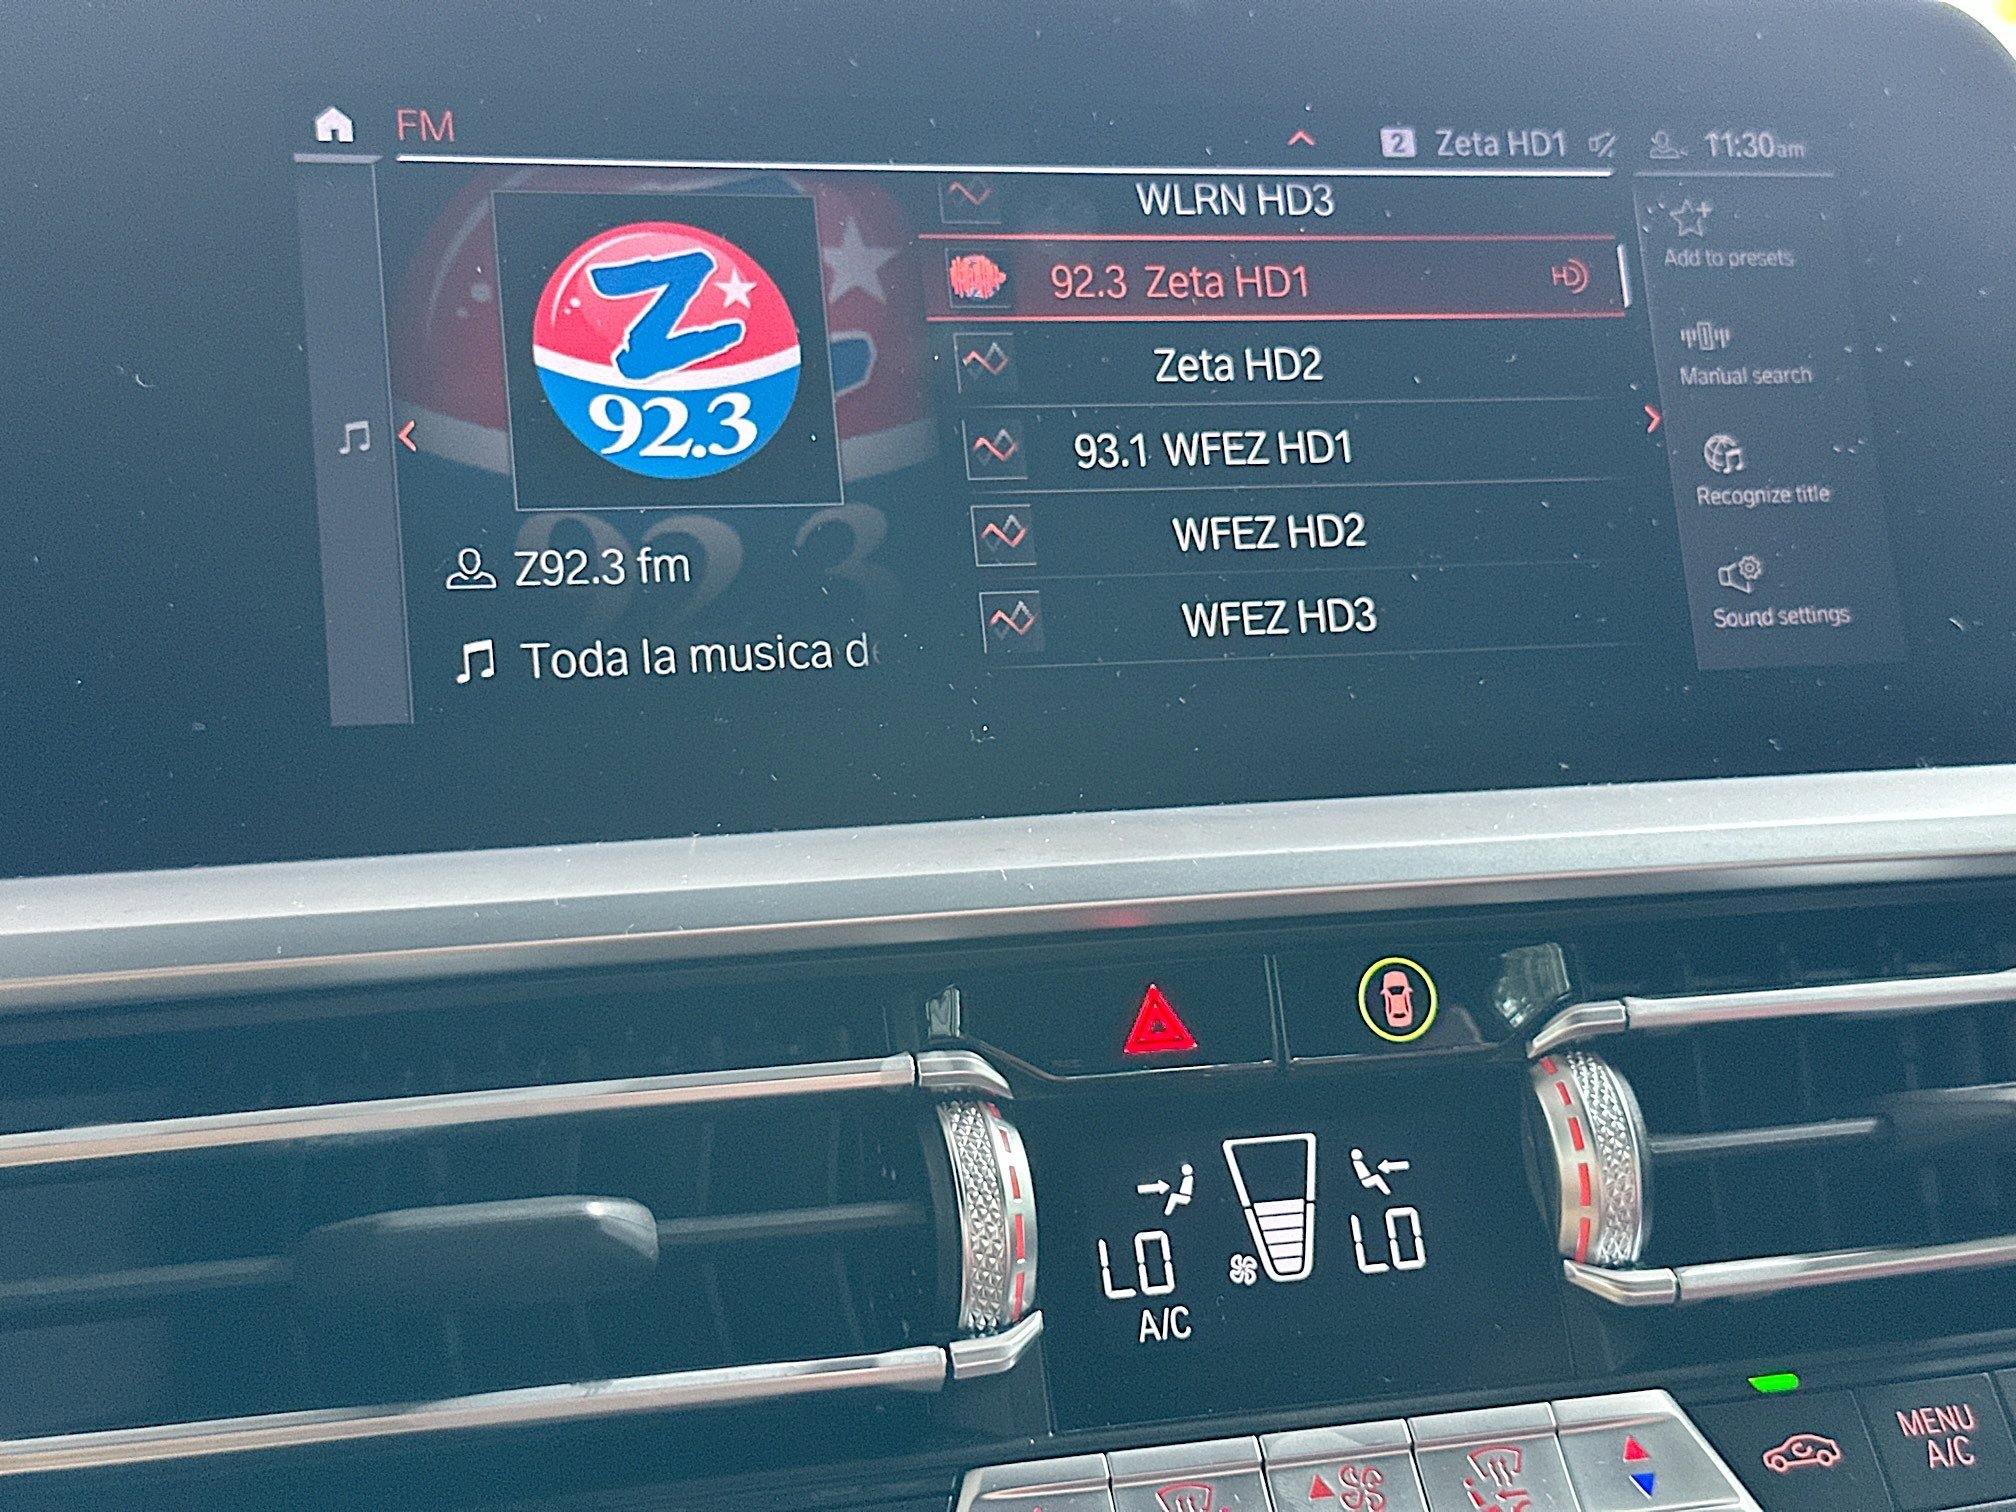 FM
2 Zeta HD1
11:30am
WLRN HD3
92.3 Zeta HD1 HD
Zeta HD2
93.1 WFEZ HD1
WFEZ HD2
WFEZ HD3
Z
92.3
Z92.3 fm
Toda la musica d
Add to presets
Manual search
Recognize title
Sound settings
LO
LO
A/C
MENU
A/C